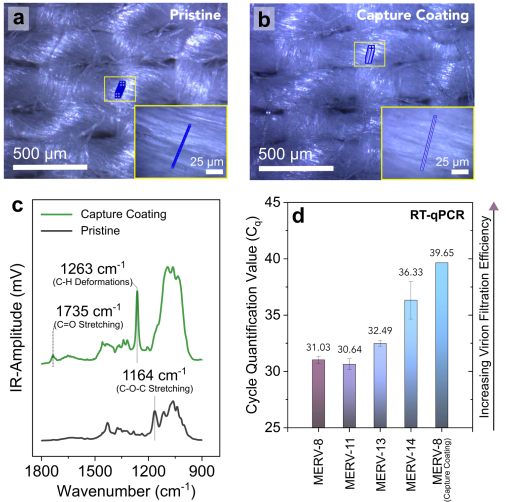 a
Pristine
500 µm
25 µm
b
Capture Coating
500 µm
25 µm
c
IR-Amplitude (mV)
Capture Coating
Pristine
1263 cm⁻¹
(C-H Deformations)
1735 cm⁻¹
(C=O Stretching)
1164 cm⁻¹
(C-O-C Stretching)
1800
1500
1200
900
Wavenumber (cm⁻¹)
d
RT-qPCR
Cycle Quantification Value (Cq)
45
40
35
30
25
31.03
30.64
32.49
36.33
39.65
MERV-8
MERV-11
MERV-13
MERV-14
MERV-8
(Capture Coating)
Increasing Virion Filtration Efficiency